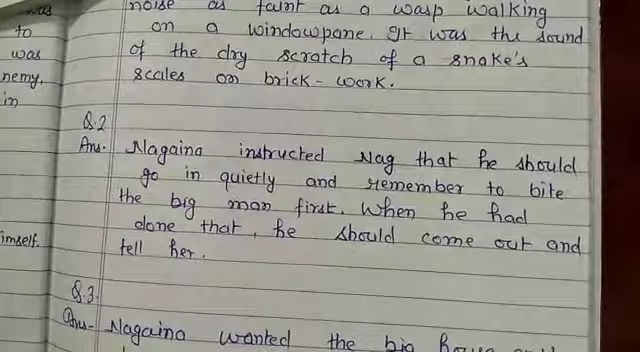 was
to
was
nemy,
in
imself.
noise as faint as a wasp walking
on a windowpane. It was the sound
of the dry scratch of a snake's
scales on brick-work.
Q.2
Ans. Nagaina instructed Nag that he should
go in quietly and remember to bite
the big man first. When he had
done that, he should come out and
tell her.
Q.3.
Ans- Nagaina wanted the big